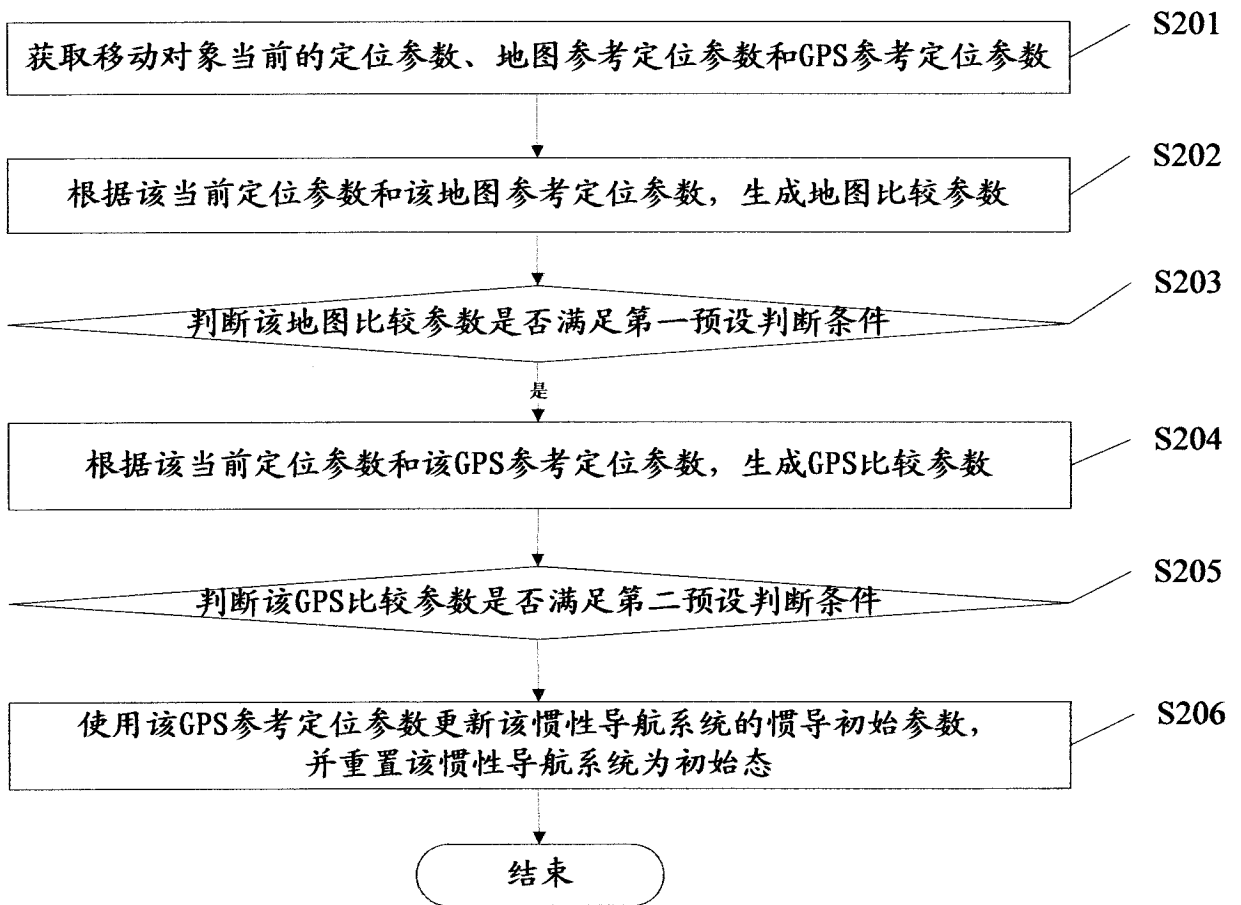 S201
获取移动对象当前的定位参数、地图参考定位参数和GPS参考定位参数
S202
根据该当前定位参数和该地图参考定位参数，生成地图比较参数
S203
判断该地图比较参数是否满足第一预设判断条件
是
S204
根据该当前定位参数和该GPS参考定位参数，生成GPS比较参数
S205
判断该GPS比较参数是否满足第二预设判断条件
S206
使用该GPS参考定位参数更新该惯性导航系统的惯导初始参数，
并重置该惯性导航系统为初始态
结束